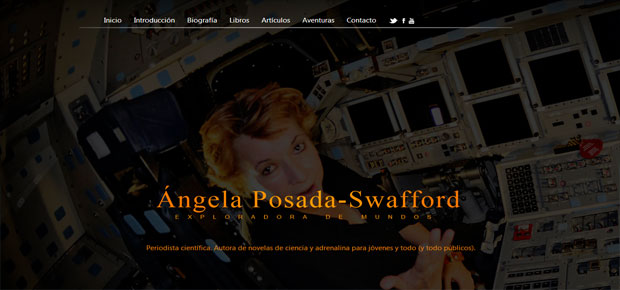 Inicio Introducción Biografía Libros Artículos Aventuras Contacto
Ángela Posada-Swafford
EXPLORADORA DE MUNDOS
Periodista científica. Autora de novelas de ciencia y adrenalina para jóvenes y todo (y todo públicos).